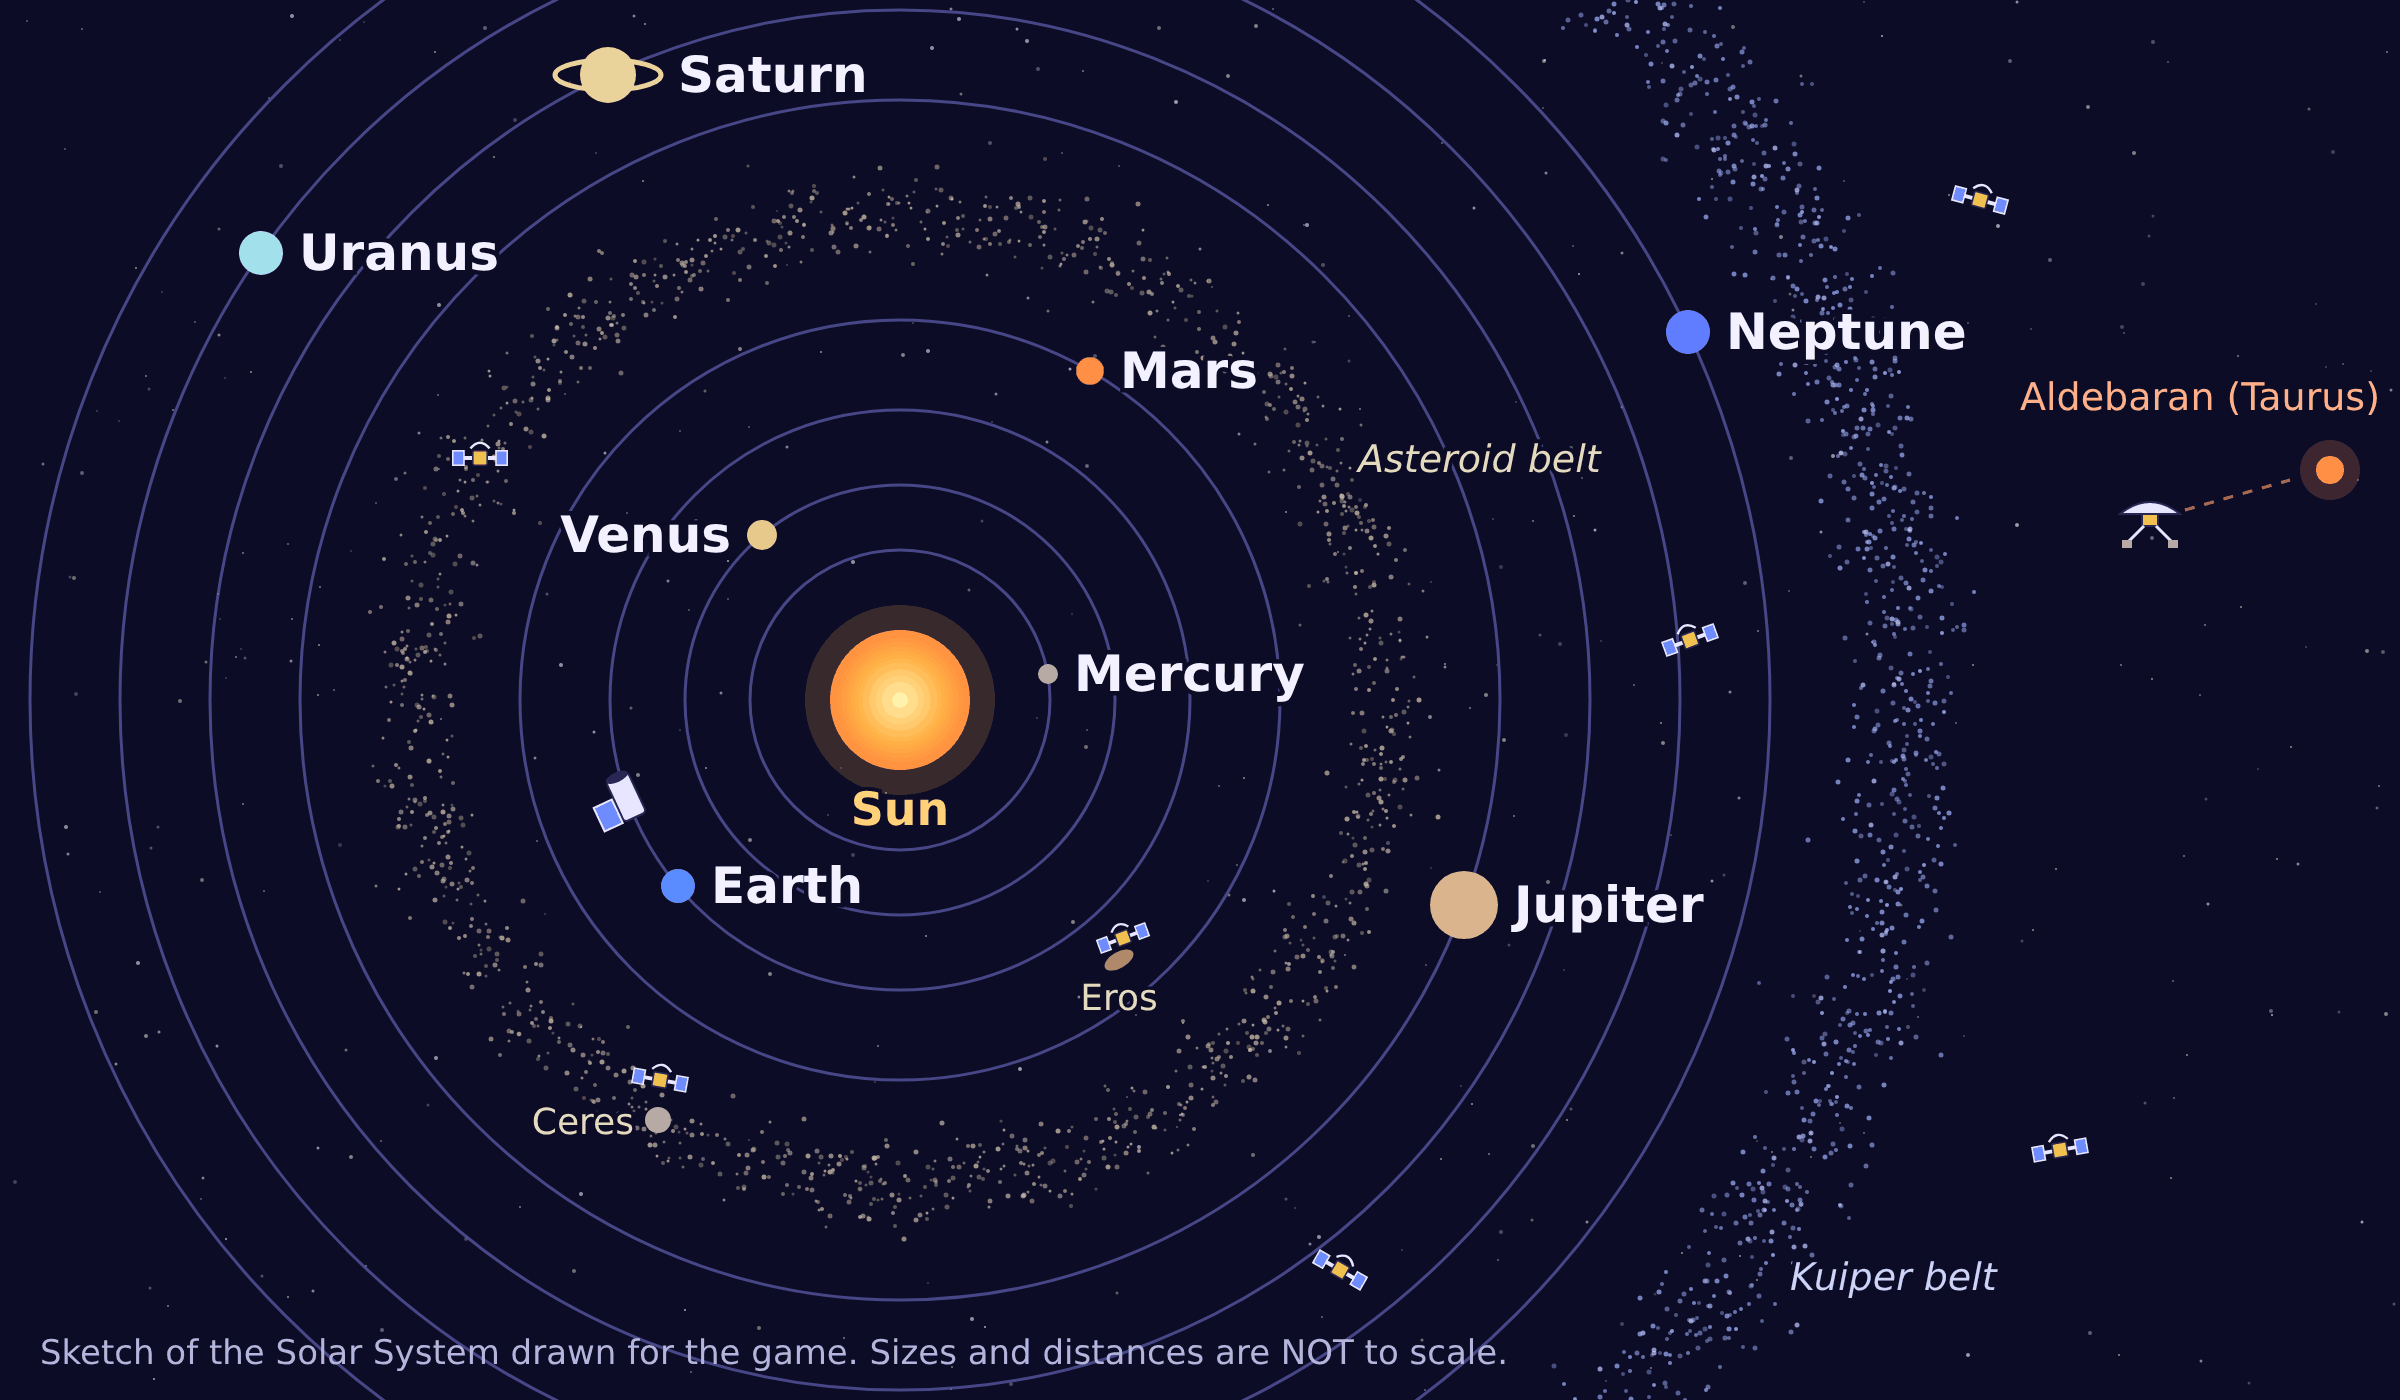 Saturn
Uranus
Neptune
Mars
Aldebaran (Taurus)
Asteroid belt
Venus
Mercury
Sun
Earth
Jupiter
Eros
Ceres
Kuiper belt
Sketch of the Solar System drawn for the game. Sizes and distances are NOT to scale.